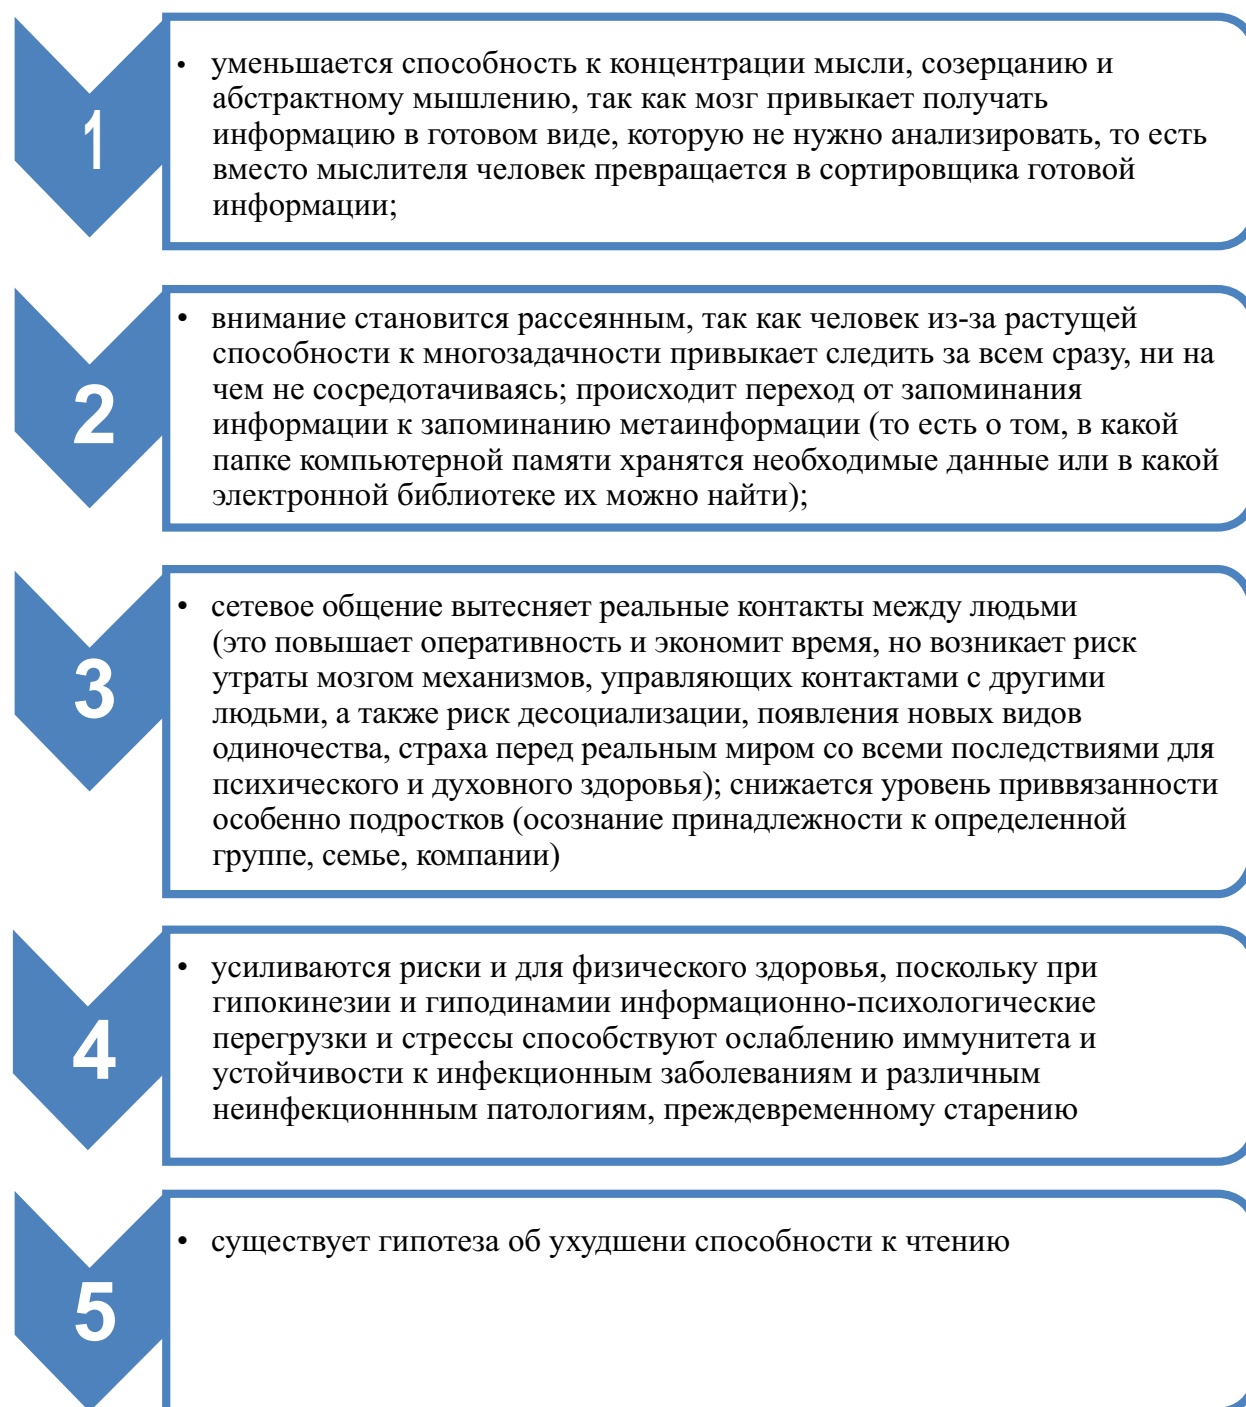 1
• уменьшается способность к концентрации мысли, созерцанию и
абстрактному мышлению, так как мозг привыкает получать
информацию в готовом виде, которую не нужно анализировать, то есть
вместо мыслителя человек превращается в сортировщика готовой
информации;
2
• внимание становится рассеянным, так как человек из-за растущей
способности к многозадачности привыкает следить за всем сразу, ни на
чем не сосредотачиваясь; происходит переход от запоминания
информации к запоминанию метаинформации (то есть о том, в какой
папке компьютерной памяти хранятся необходимые данные или в какой
электронной библиотеке их можно найти);
3
• сетевое общение вытесняет реальные контакты между людьми
(это повышает оперативность и экономит время, но возникает риск
утраты мозгом механизмов, управляющих контактами с другими
людьми, а также риск десоциализации, появления новых видов
одиночества, страха перед реальным миром со всеми последствиями для
психического и духовного здоровья); снижается уровень приввязанности
особенно подростков (осознание принадлежности к определенной
группе, семье, компании)
4
• усиливаются риски и для физического здоровья, поскольку при
гипокинезии и гиподинамии информационно-психологические
перегрузки и стрессы способствуют ослаблению иммунитета и
устойчивости к инфекционным заболеваниям и различным
неинфекционнным патологиям, преждевременному старению
5
• существует гипотеза об ухудшени способности к чтению